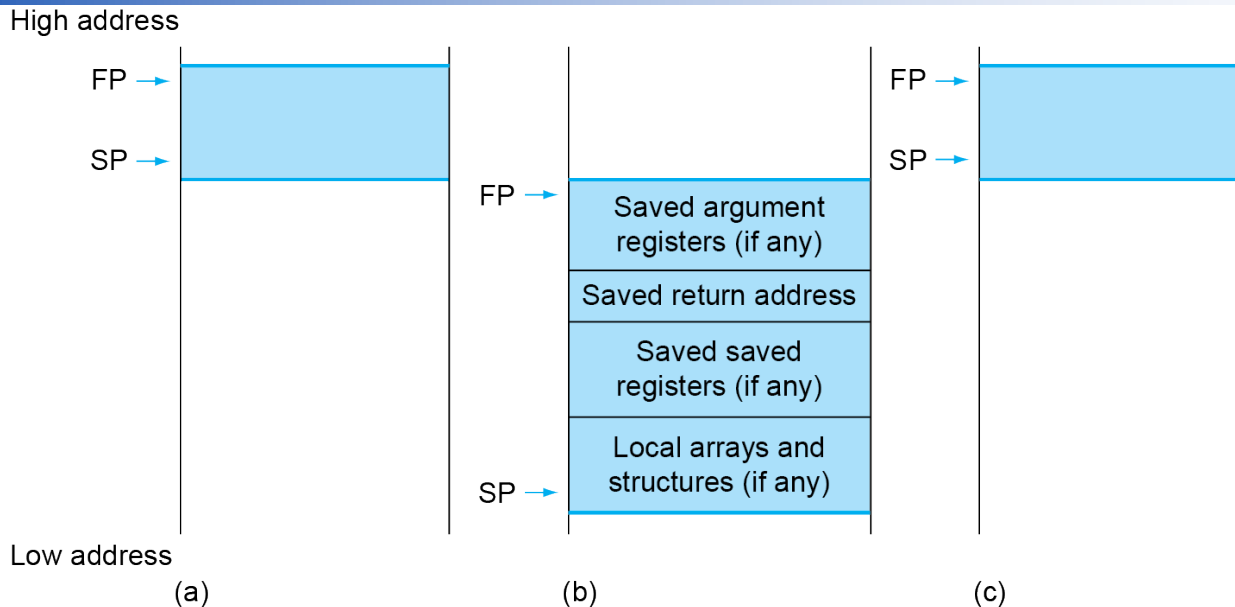 High address
FP
SP
FP
Saved argument
registers (if any)
Saved return address
Saved saved
registers (if any)
Local arrays and
structures (if any)
SP
FP
SP
Low address
(a)
(b)
(c)